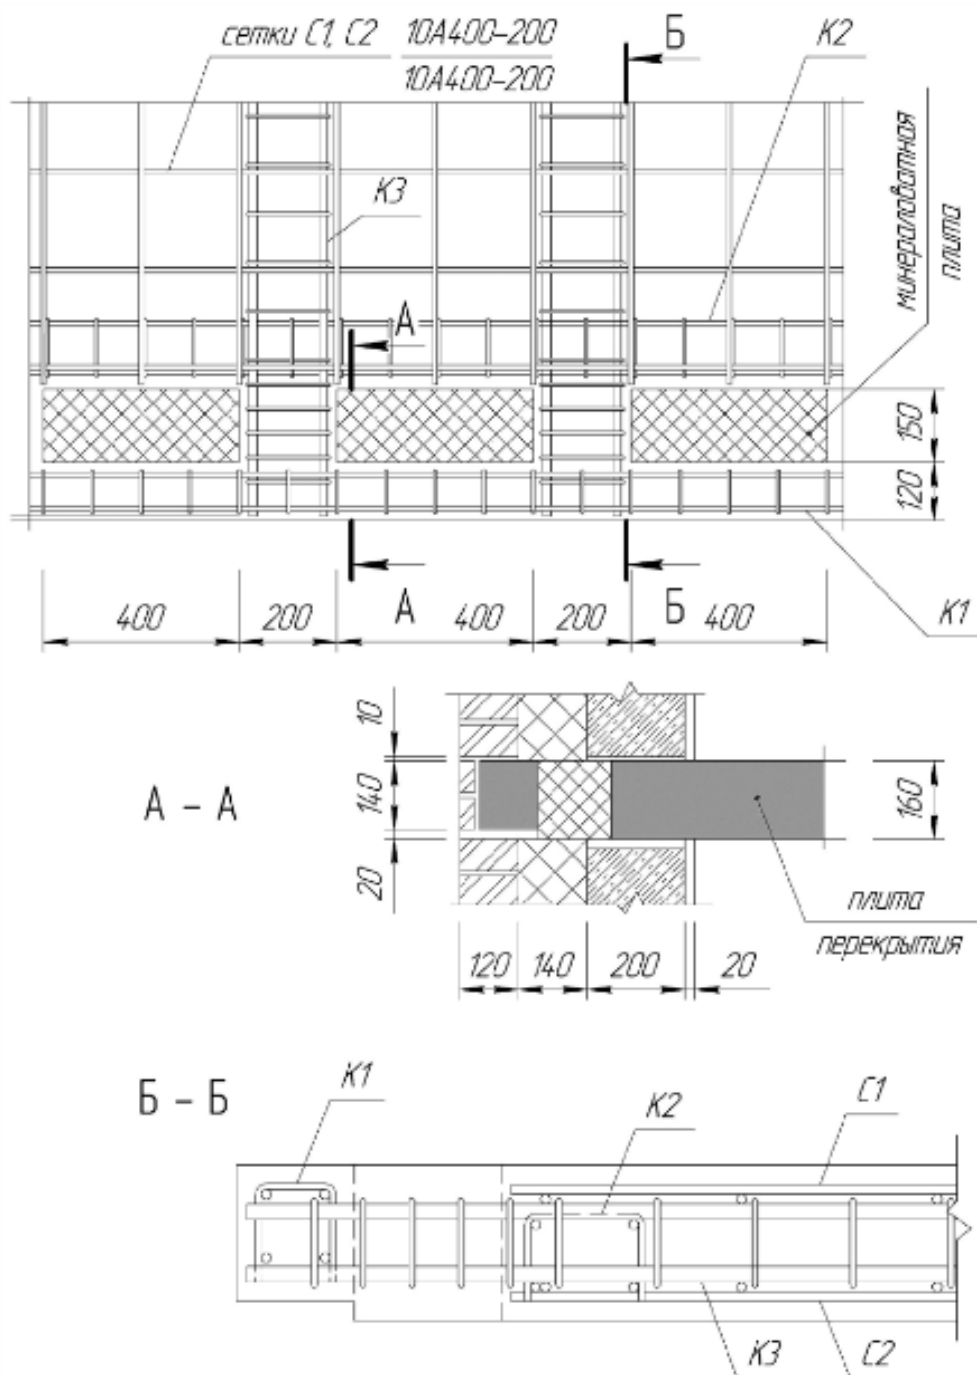 сетки С1, С2 10А400-200
10А400-200
Б
К2
К3
минераловатная
плита
А
150
120
400 200 А 400 200 Б 400
К1
10
А - А
140
20
160
плита
перекрытия
120 140 200 20
Б - Б
К1
К2
С1
К3
С2